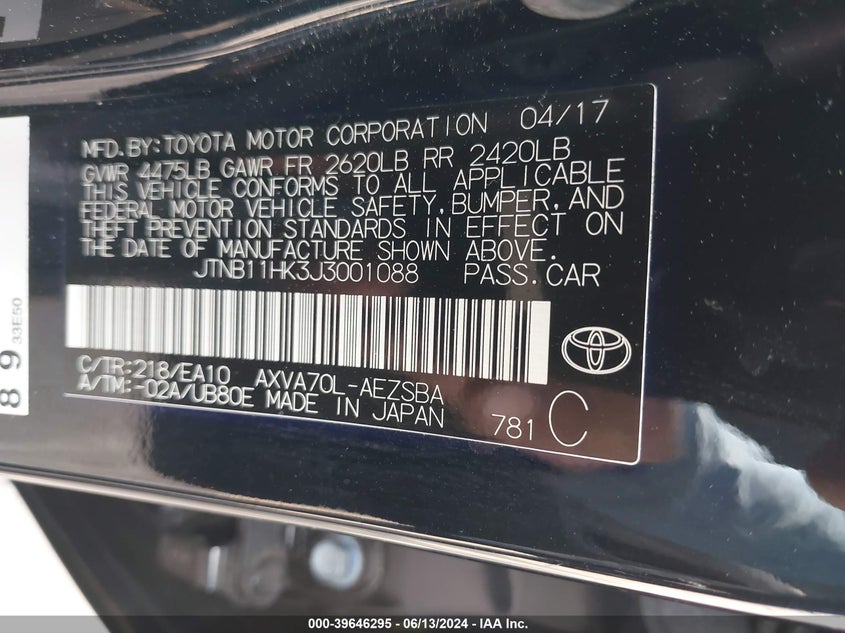 MFD.BY:TOYOTA MOTOR CORPORATION 04/17
GVWR 4475LB GAWR FR 2620LB RR 2420LB
THIS VEHICLE CONFORMS TO ALL APPLICABLE
FEDERAL MOTOR VEHICLE SAFETY,BUMPER,AND
THEFT PREVENTION STANDARDS IN EFFECT ON
THE DATE OF MANUFACTURE SHOWN ABOVE.
JTNB11HK3J3001088 PASS.CAR
C/TR:218/EA10 AXVA70L-AEZSBA
A/TM:-02A/UB80E MADE IN JAPAN
781 C
89
33E50
000-39646295 - 06/13/2024 - IAA Inc.